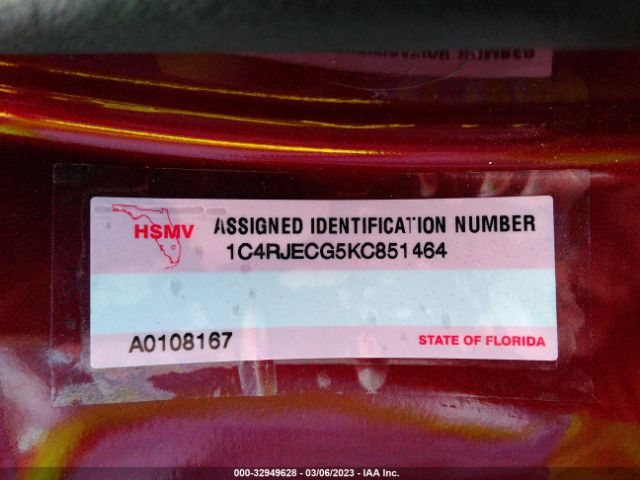 HSMV
ASSIGNED IDENTIFICATION NUMBER
1C4RJECG5KC851464
A0108167
STATE OF FLORIDA
000-32949628 - 03/06/2023 - IAA Inc.